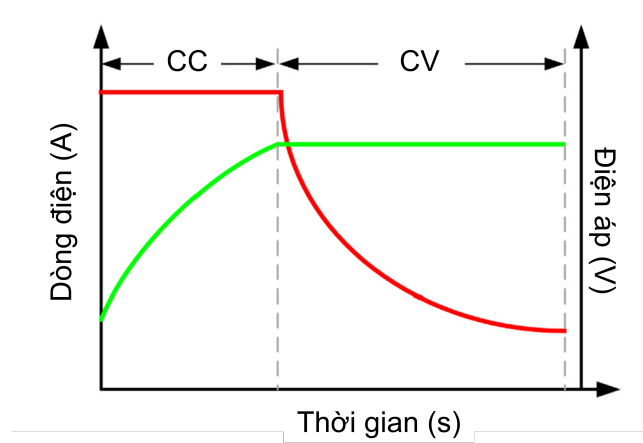 CC
CV
Dòng điện (A)
Điện áp (V)
Thời gian (s)